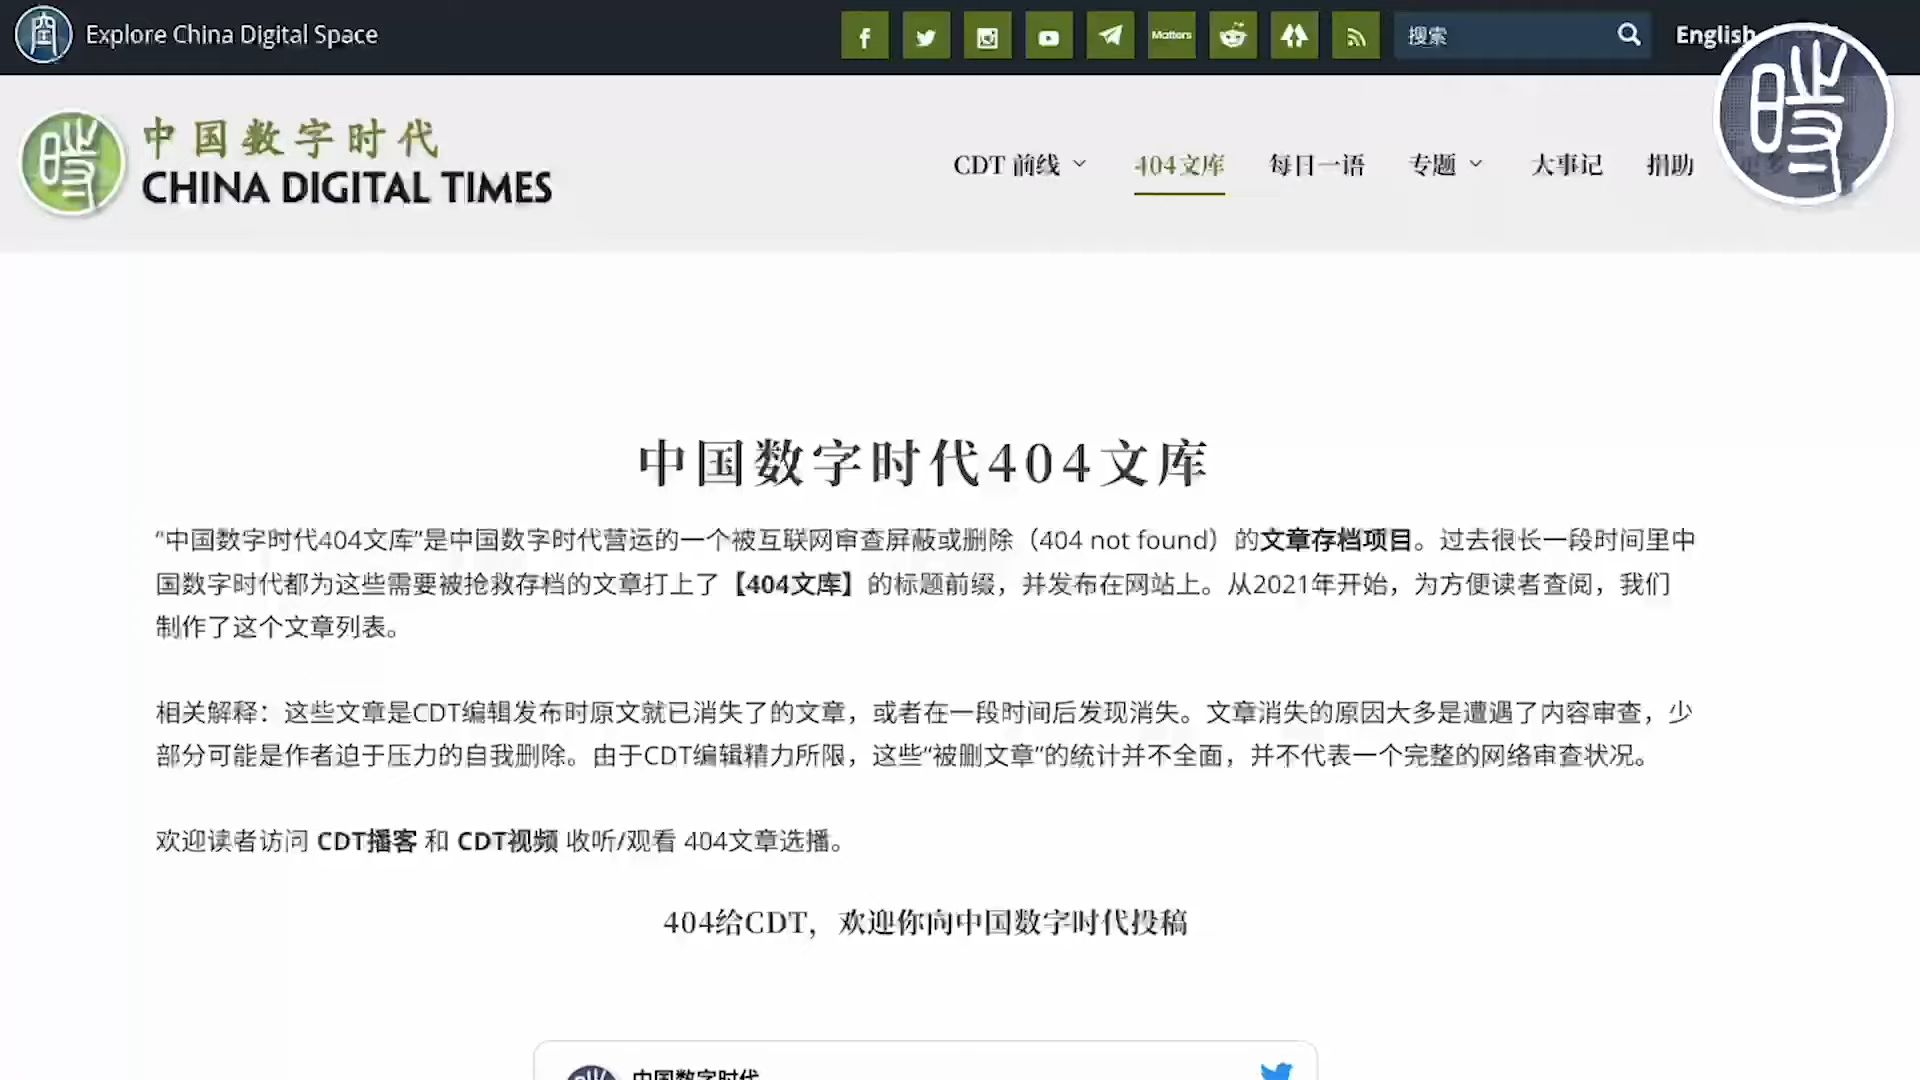 Explore China Digital Space
Matters
搜索
English
中国数字时代
CHINA DIGITAL TIMES
CDT 前线
404文库
每日一语
专题
大事记
捐助
中国数字时代404文库
“中国数字时代404文库”是中国数字时代营运的一个被互联网审查屏蔽或删除（404 not found）的文章存档项目。过去很长一段时间里中
国数字时代都为这些需要被抢救存档的文章打上了【404文库】的标题前缀，并发布在网站上。从2021年开始，为方便读者查阅，我们
制作了这个文章列表。
相关解释：这些文章是CDT编辑发布时原文就已消失了的文章，或者在一段时间后发现消失。文章消失的原因大多是遭遇了内容审查，少
部分可能是作者迫于压力的自我删除。由于CDT编辑精力所限，这些“被删文章”的统计并不全面，并不代表一个完整的网络审查状况。
欢迎读者访问 CDT播客 和 CDT视频 收听/观看 404文章选播。
404给CDT，欢迎你向中国数字时代投稿
中国数字时代